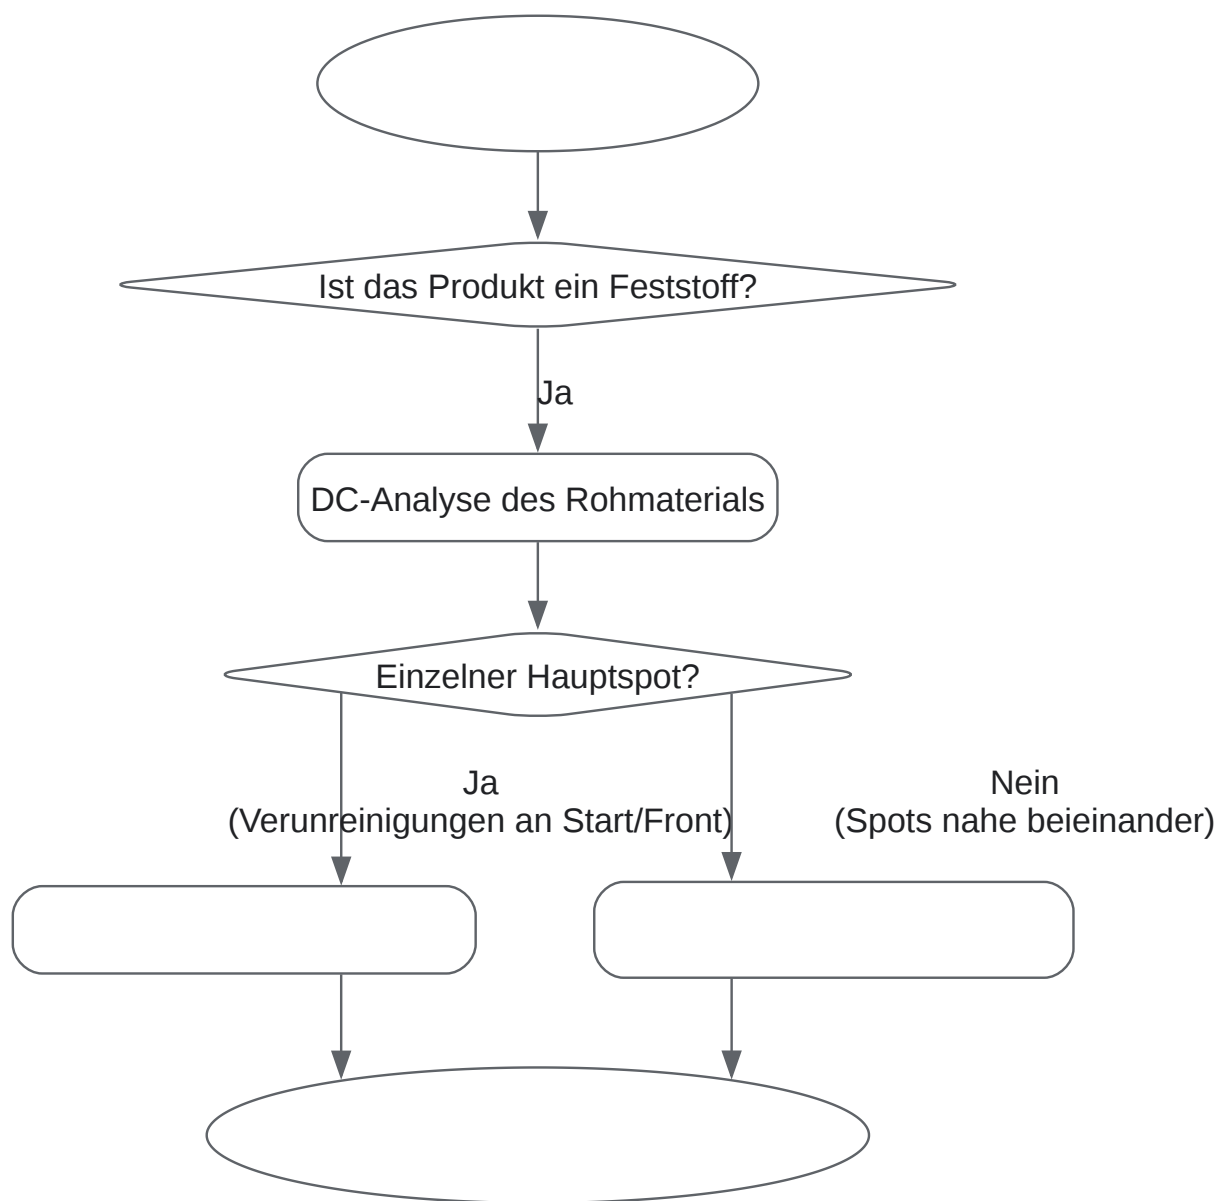 Ist das Produkt ein Feststoff?
Ja
DC-Analyse des Rohmaterials
Einzelner Hauptspot?
Ja
(Verunreinigungen an Start/Front)
Nein
(Spots nahe beieinander)